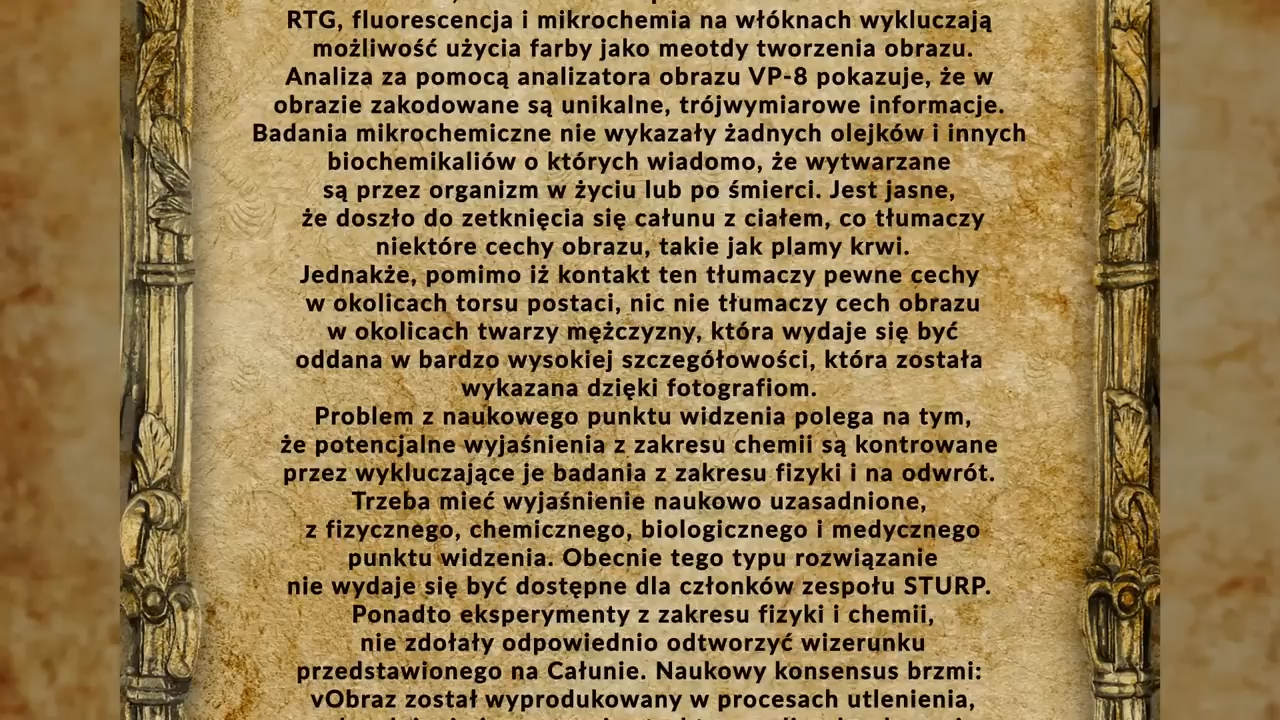 RTG, fluorescencja i mikrochemia na włóknach wykluczają
możliwość użycia farby jako meotdy tworzenia obrazu.
Analiza za pomocą analizatora obrazu VP-8 pokazuje, że w
obrazie zakodowane są unikalne, trójwymiarowe informacje.
Badania mikrochemiczne nie wykazały żadnych olejków i innych
biochemikaliów o których wiadomo, że wytwarzane
są przez organizm w życiu lub po śmierci. Jest jasne,
że doszło do zetknięcia się całunu z ciałem, co tłumaczy
niektóre cechy obrazu, takie jak plamy krwi.
Jednakże, pomimo iż kontakt ten tłumaczy pewne cechy
w okolicach torsu postaci, nic nie tłumaczy cech obrazu
w okolicach twarzy mężczyzny, która wydaje się być
oddana w bardzo wysokiej szczegółowości, która została
wykazana dzięki fotografiom.
Problem z naukowego punktu widzenia polega na tym,
że potencjalne wyjaśnienia z zakresu chemii są kontrowane
przez wykluczające je badania z zakresu fizyki i na odwrót.
Trzeba mieć wyjaśnienie naukowo uzasadnione,
z fizycznego, chemicznego, biologicznego i medycznego
punktu widzenia. Obecnie tego typu rozwiązanie
nie wydaje się być dostępne dla członków zespołu STURP.
Ponadto eksperymenty z zakresu fizyki i chemii,
nie zdołały odpowiednio odtworzyć wizerunku
przedstawionego na Całunie. Naukowy konsensus brzmi:
vObraz został wyprodukowany w procesach utlenienia,